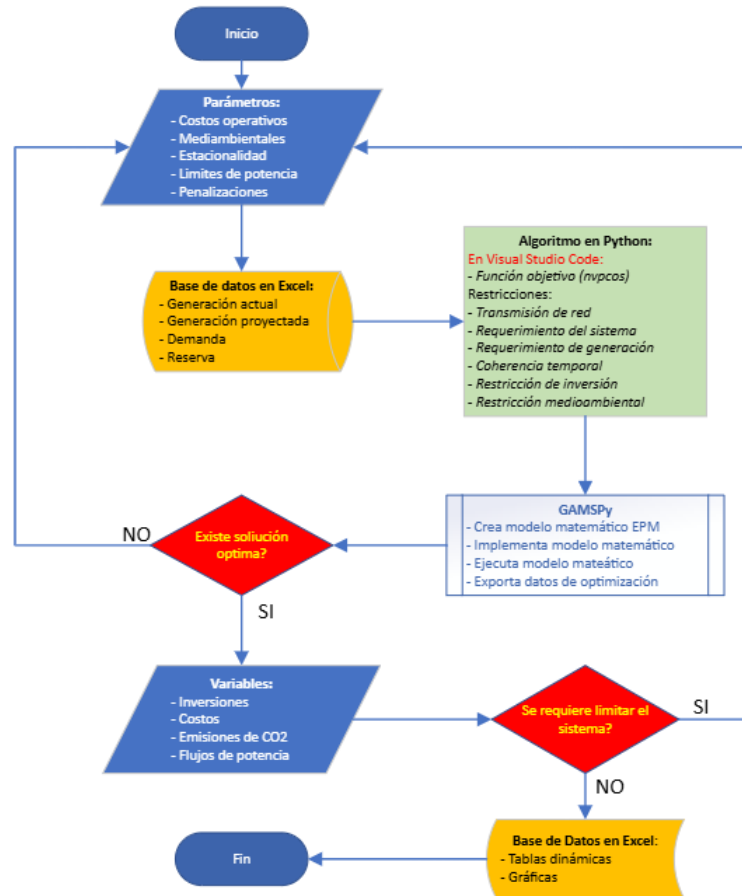 Inicio
Parámetros:
- Costos operativos
- Mediambientales
- Estacionalidad
- Limites de potencia
- Penalizaciones
Base de datos en Excel:
- Generación actual
- Generación proyectada
- Demanda
- Reserva
Algoritmo en Python:
En Visual Studio Code:
- Función objetivo (nvpcos)
Restricciones:
- Transmisión de red
- Requerimiento del sistema
- Requerimiento de generación
- Coherencia temporal
- Restricción de inversión
- Restricción medioambiental
GAMSPy
- Crea modelo matemático EPM
- Implementa modelo matemático
- Ejecuta modelo mateático
- Exporta datos de optimización
NO
Existe soliución
optima?
SI
Variables:
- Inversiones
- Costos
- Emisiones de CO2
- Flujos de potencia
Se requiere limitar el
sistema?
SI
NO
Base de Datos en Excel:
- Tablas dinámicas
- Gráficas
Fin